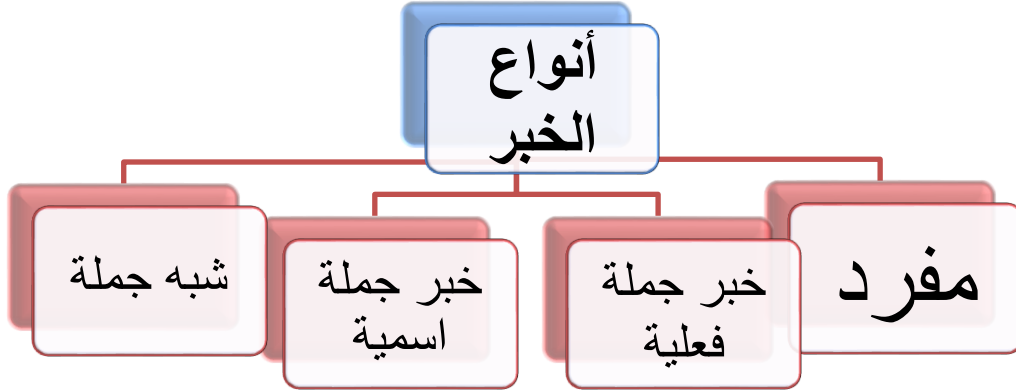 أنواع
الخبر
مفرد
خبر جملة
فعلية
خبر جملة
اسمية
شبه جملة